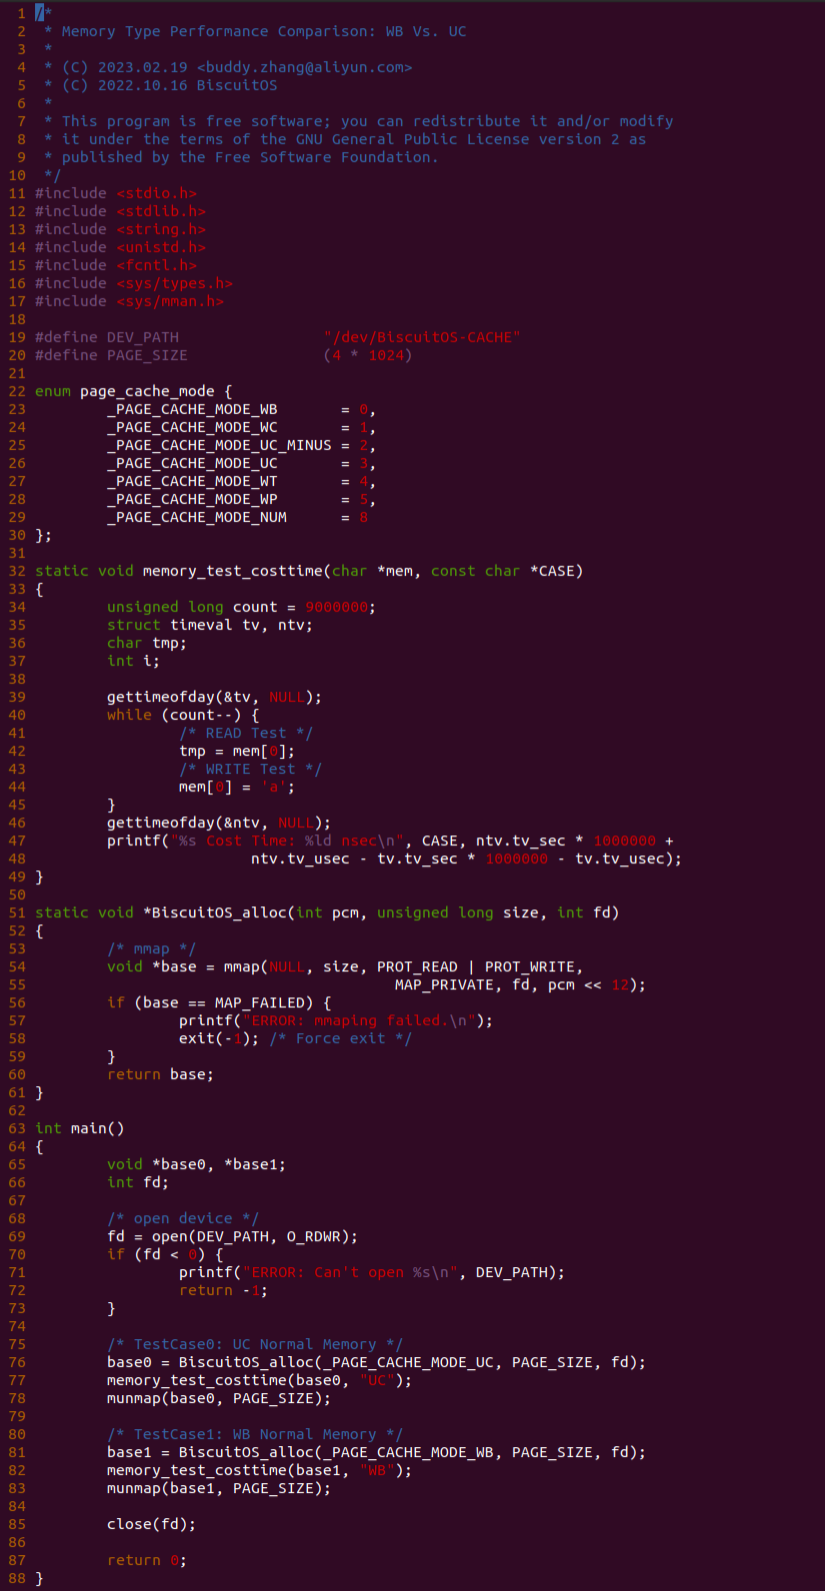 1 /*
2  * Memory Type Performance Comparison: WB Vs. UC
3  *
4  * (C) 2023.02.19 <buddy.zhang@aliyun.com>
5  * (C) 2022.10.16 BiscuitOS
6  *
7  * This program is free software; you can redistribute it and/or modify
8  * it under the terms of the GNU General Public License version 2 as
9  * published by the Free Software Foundation.
10  */
11 #include <stdio.h>
12 #include <stdlib.h>
13 #include <string.h>
14 #include <unistd.h>
15 #include <fcntl.h>
16 #include <sys/types.h>
17 #include <sys/mman.h>
18
19 #define DEV_PATH                "/dev/BiscuitOS-CACHE"
20 #define PAGE_SIZE               (4 * 1024)
21
22 enum page_cache_mode {
23         _PAGE_CACHE_MODE_WB       = 0,
24         _PAGE_CACHE_MODE_WC       = 1,
25         _PAGE_CACHE_MODE_UC_MINUS = 2,
26         _PAGE_CACHE_MODE_UC       = 3,
27         _PAGE_CACHE_MODE_WT       = 4,
28         _PAGE_CACHE_MODE_WP       = 5,
29         _PAGE_CACHE_MODE_NUM      = 8
30 };
31
32 static void memory_test_costtime(char *mem, const char *CASE)
33 {
34         unsigned long count = 9000000;
35         struct timeval tv, ntv;
36         char tmp;
37         int i;
38
39         gettimeofday(&tv, NULL);
40         while (count--) {
41                 /* READ Test */
42                 tmp = mem[0];
43                 /* WRITE Test */
44                 mem[0] = 'a';
45         }
46         gettimeofday(&ntv, NULL);
47         printf("%s Cost Time: %ld nsec\n", CASE, ntv.tv_sec * 1000000 +
48                         ntv.tv_usec - tv.tv_sec * 1000000 - tv.tv_usec);
49 }
50
51 static void *BiscuitOS_alloc(int pcm, unsigned long size, int fd)
52 {
53         /* mmap */
54         void *base = mmap(NULL, size, PROT_READ | PROT_WRITE,
55                                         MAP_PRIVATE, fd, pcm << 12);
56         if (base == MAP_FAILED) {
57                 printf("ERROR: mmaping failed.\n");
58                 exit(-1); /* Force exit */
59         }
60         return base;
61 }
62
63 int main()
64 {
65         void *base0, *base1;
66         int fd;
67
68         /* open device */
69         fd = open(DEV_PATH, O_RDWR);
70         if (fd < 0) {
71                 printf("ERROR: Can't open %s\n", DEV_PATH);
72                 return -1;
73         }
74
75         /* TestCase0: UC Normal Memory */
76         base0 = BiscuitOS_alloc(_PAGE_CACHE_MODE_UC, PAGE_SIZE, fd);
77         memory_test_costtime(base0, "UC");
78         munmap(base0, PAGE_SIZE);
79
80         /* TestCase1: WB Normal Memory */
81         base1 = BiscuitOS_alloc(_PAGE_CACHE_MODE_WB, PAGE_SIZE, fd);
82         memory_test_costtime(base1, "WB");
83         munmap(base1, PAGE_SIZE);
84
85         close(fd);
86
87         return 0;
88 }